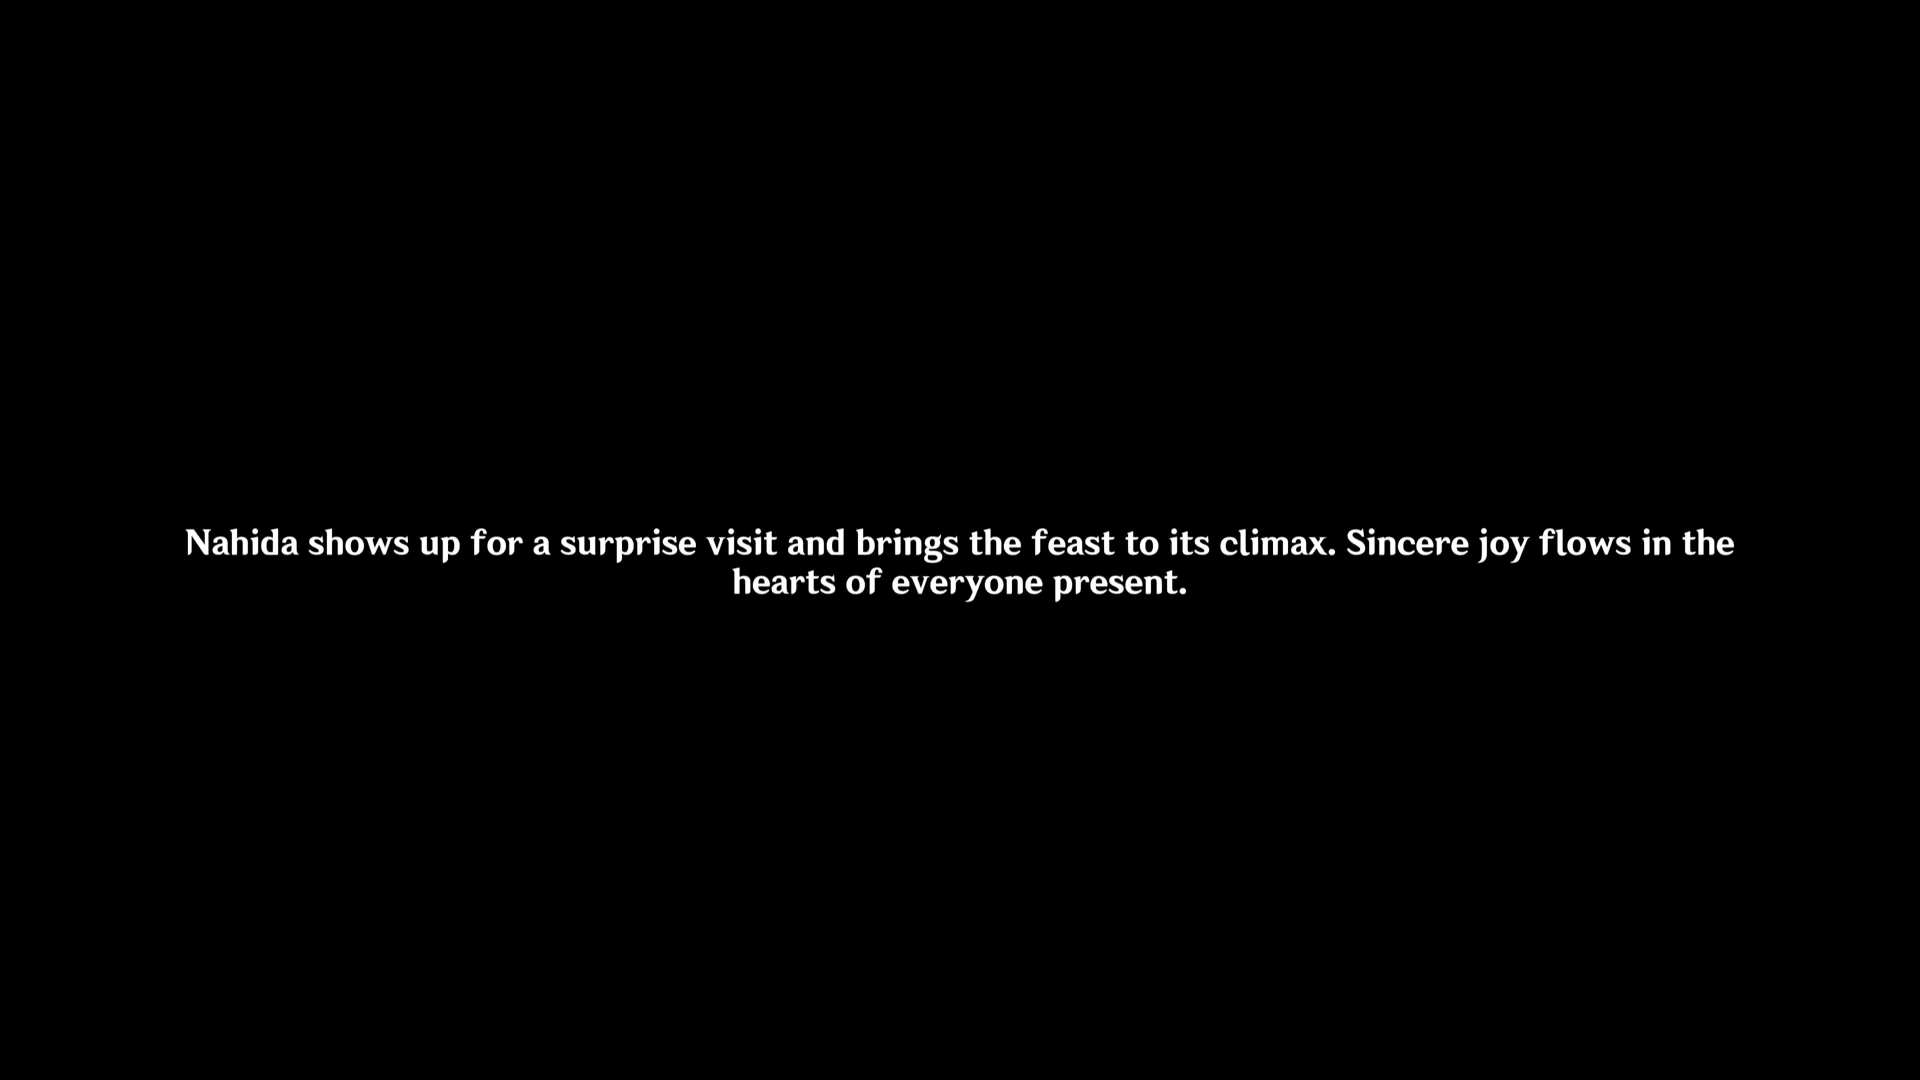 Nahida shows up for a surprise visit and brings the feast to its climax. Sincere joy flows in the
hearts of everyone present.